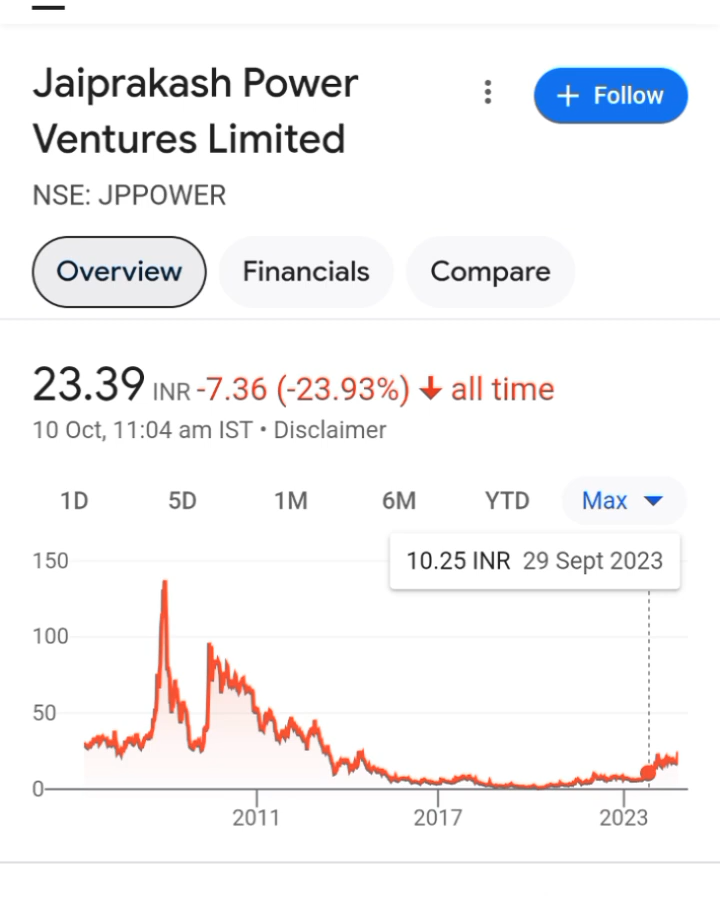 Jaiprakash Power
Ventures Limited
+ Follow
NSE: JPPOWER
Overview
Financials
Compare
23.39 INR -7.36 (-23.93%) ↓ all time
10 Oct, 11:04 am IST • Disclaimer
1D 5D 1M 6M YTD Max
10.25 INR 29 Sept 2023
150
100
50
0
2011 2017 2023